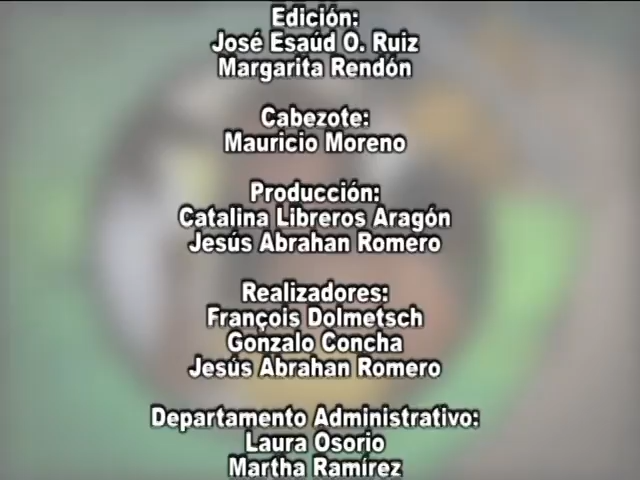 Edición:
José Esaúd O. Ruiz
Margarita Rendón
Cabezote:
Mauricio Moreno
Producción:
Catalina Libreros Aragón
Jesús Abrahan Romero
Realizadores:
François Dolmetsch
Gonzalo Concha
Jesús Abrahan Romero
Departamento Administrativo:
Laura Osorio
Martha Ramírez